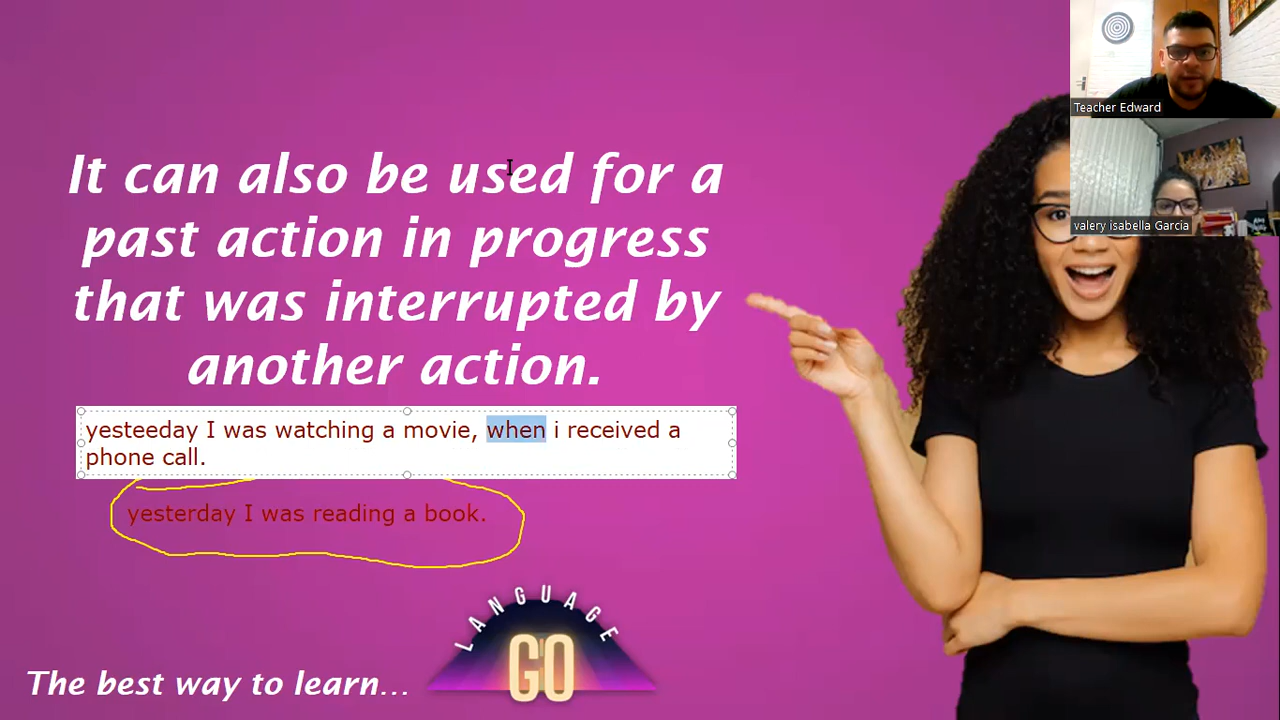 Teacher Edward
valery isabella Garcia
It can also be used for a
past action in progress
that was interrupted by
another action.
yesteeday I was watching a movie, when i received a
phone call.
yesterday I was reading a book.
LANGUAGE
GO
The best way to learn...